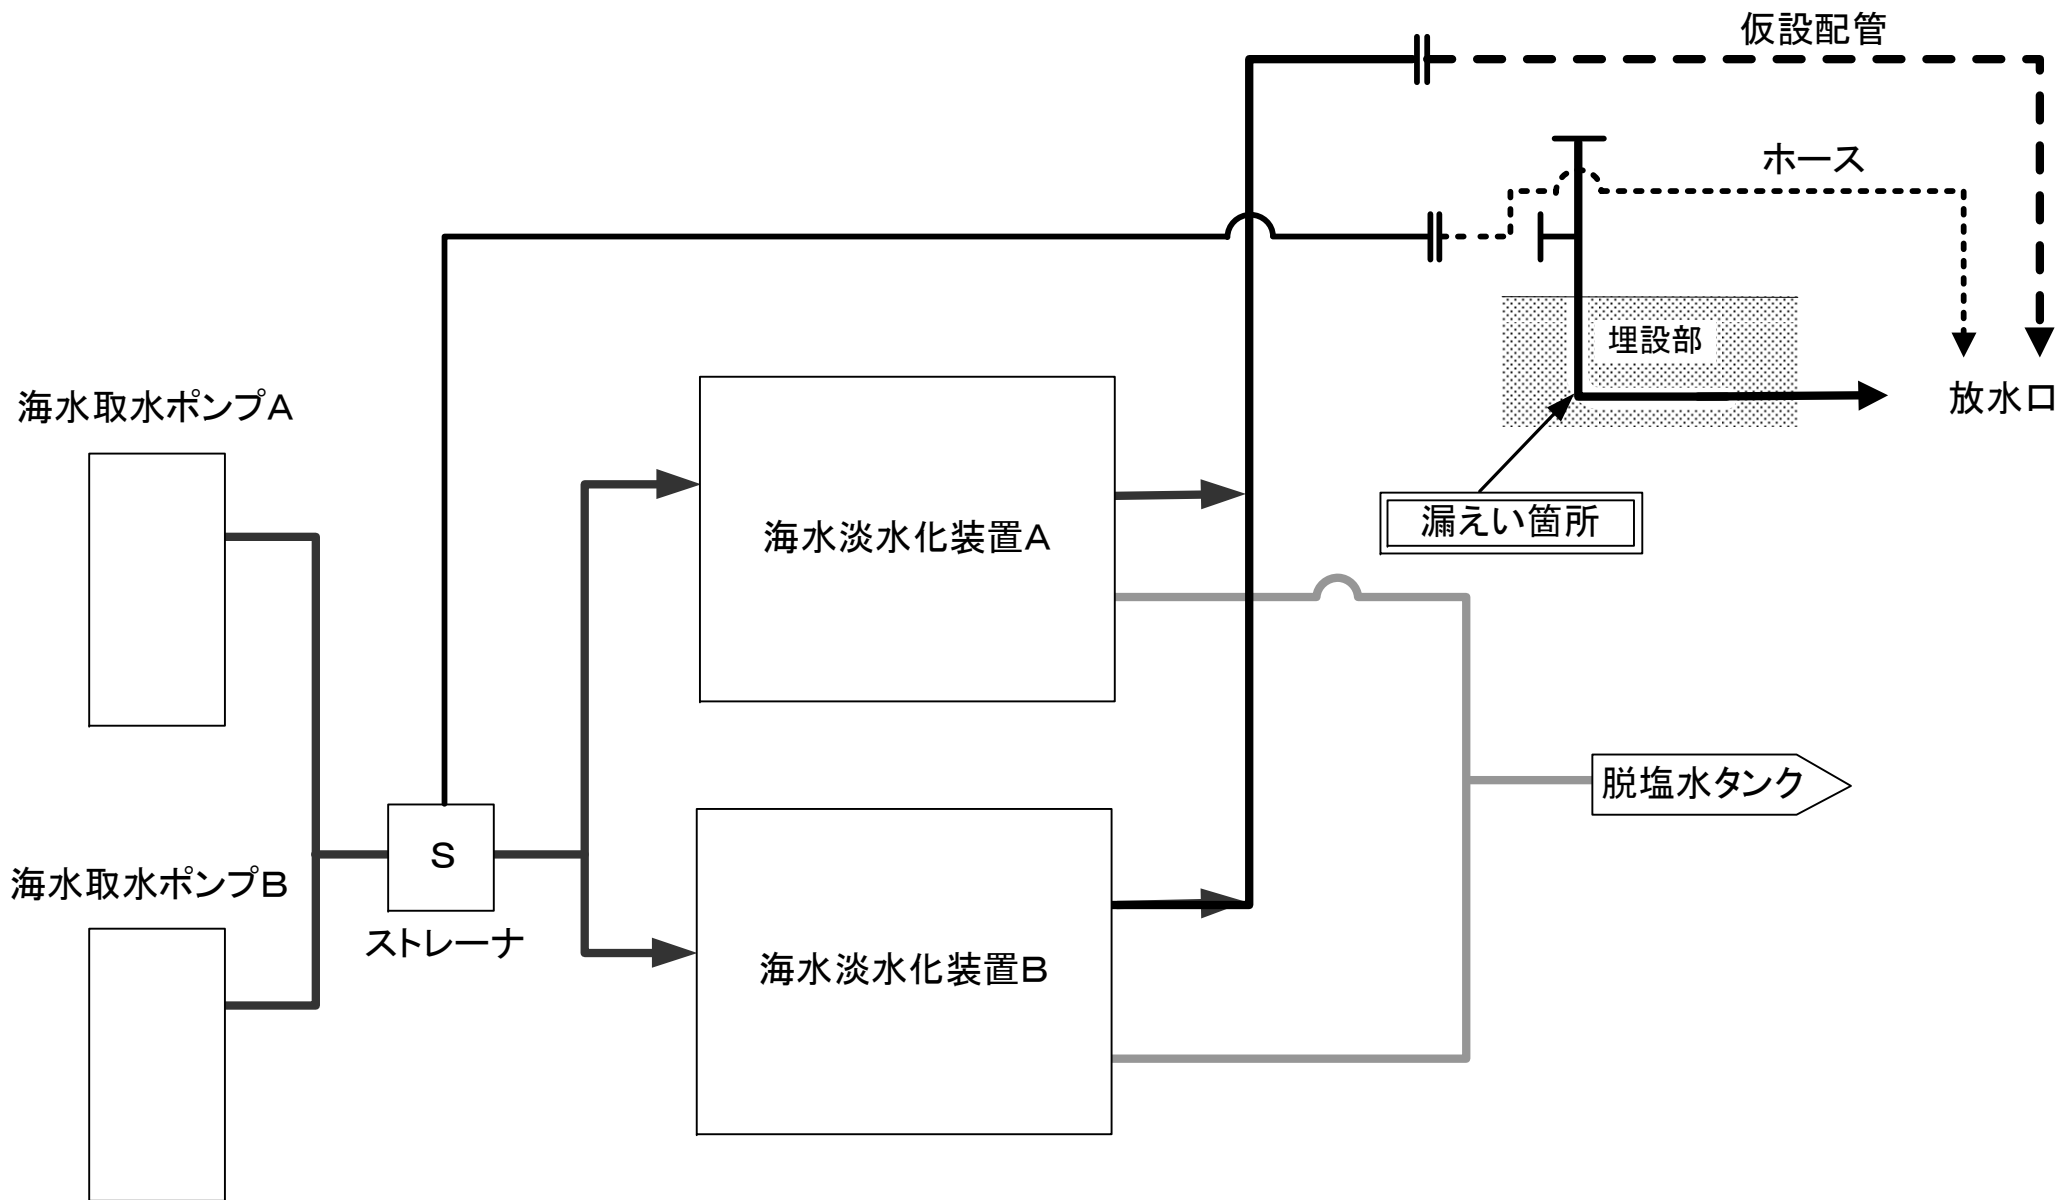 仮設配管
ホース
埋設部
放水口
海水取水ポンプA
漏えい箇所
海水淡水化装置A
脱塩水タンク
S
海水取水ポンプB
ストレーナ
海水淡水化装置B